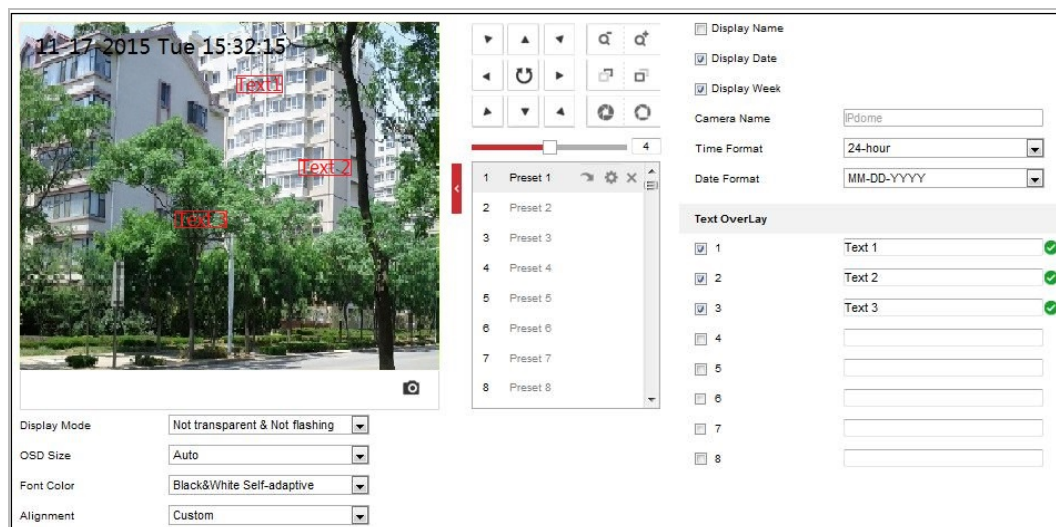 11-17-2015 Tue 15:32:15
Text 1
Text 2
Text 3
4
1 Preset 1
2 Preset 2
3 Preset 3
4 Preset 4
5 Preset 5
6 Preset 6
7 Preset 7
8 Preset 8
Display Mode Not transparent & Not flashing
OSD Size Auto
Font Color Black&White Self-adaptive
Alignment Custom
Display Name
Display Date
Display Week
Camera Name IPdome
Time Format 24-hour
Date Format MM-DD-YYYY
Text OverLay
1 Text 1
2 Text 2
3 Text 3
4
5
6
7
8